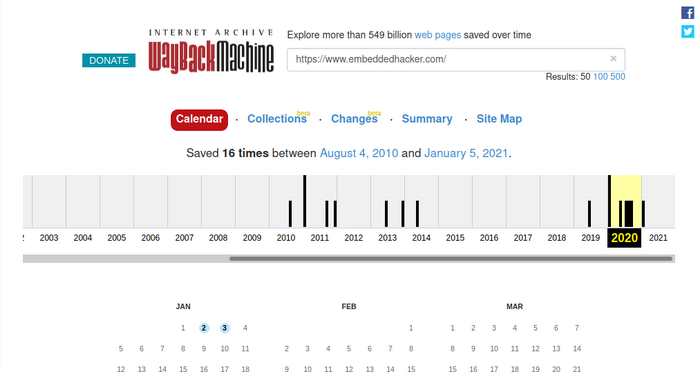 INTERNET ARCHIVE
WayBackMachine
DONATE
Explore more than 549 billion web pages saved over time
https://www.embeddedhacker.com/
Results: 50 100 500
Calendar · Collections beta · Changes beta · Summary · Site Map
Saved 16 times between August 4, 2010 and January 5, 2021.
2003 2004 2005 2006 2007 2008 2009 2010 2011 2012 2013 2014 2015 2016 2017 2018 2019 2020 2021
JAN FEB MAR
1 2 3 4 1 1 2 3 4 5 6 7
5 6 7 8 9 10 11 2 3 4 5 6 7 8 8 9 10 11 12 13 14
12 13 14 15 16 17 18 9 10 11 12 13 14 15 15 16 17 18 19 20 21